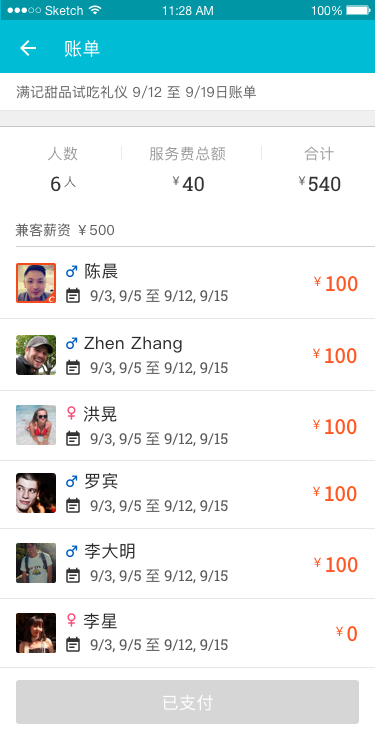 Sketch 11:28 AM 100%
账单
满记甜品试吃礼仪 9/12 至 9/19日账单
人数 服务费总额 合计
6人 ¥40 ¥540
兼客薪资 ¥500
陈晨
9/3, 9/5 至 9/12, 9/15 ¥100
Zhen Zhang
9/3, 9/5 至 9/12, 9/15 ¥100
洪晃
9/3, 9/5 至 9/12, 9/15 ¥100
罗宾
9/3, 9/5 至 9/12, 9/15 ¥100
李大明
9/3, 9/5 至 9/12, 9/15 ¥100
李星
9/3, 9/5 至 9/12, 9/15 ¥0
已支付